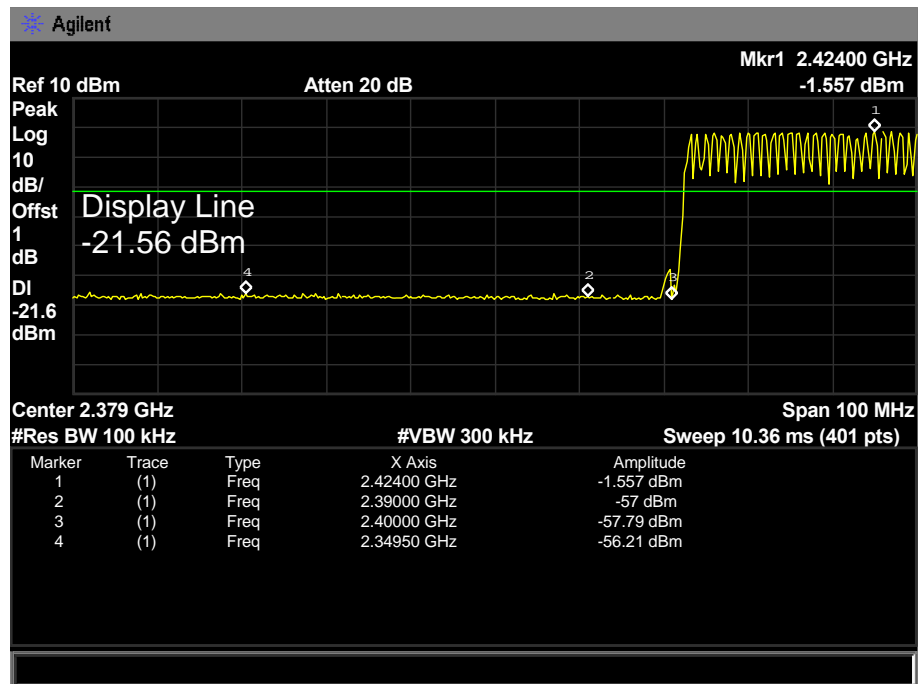 Agilent
Mkr1 2.42400 GHz
Ref 10 dBm Atten 20 dB -1.557 dBm
Peak
Log
10
dB/
Offst
1
dB
DI
-21.6
dBm
1
Display Line
-21.56 dBm
4
2
3
Center 2.379 GHz Span 100 MHz
#Res BW 100 kHz #VBW 300 kHz Sweep 10.36 ms (401 pts)
Marker Trace Type X Axis Amplitude
1 (1) Freq 2.42400 GHz -1.557 dBm
2 (1) Freq 2.39000 GHz -57 dBm
3 (1) Freq 2.40000 GHz -57.79 dBm
4 (1) Freq 2.34950 GHz -56.21 dBm